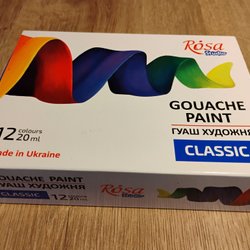 Rosa
Studio
GOUACHE
PAINT
ГУАШ ХУДОЖНЯ
12 colours
20 ml
CLASSIC
Made in Ukraine
Rosa
Studio
CLASSIC
12
20
GOUACHE PAINT
ГУАШ ХУДОЖНЯ